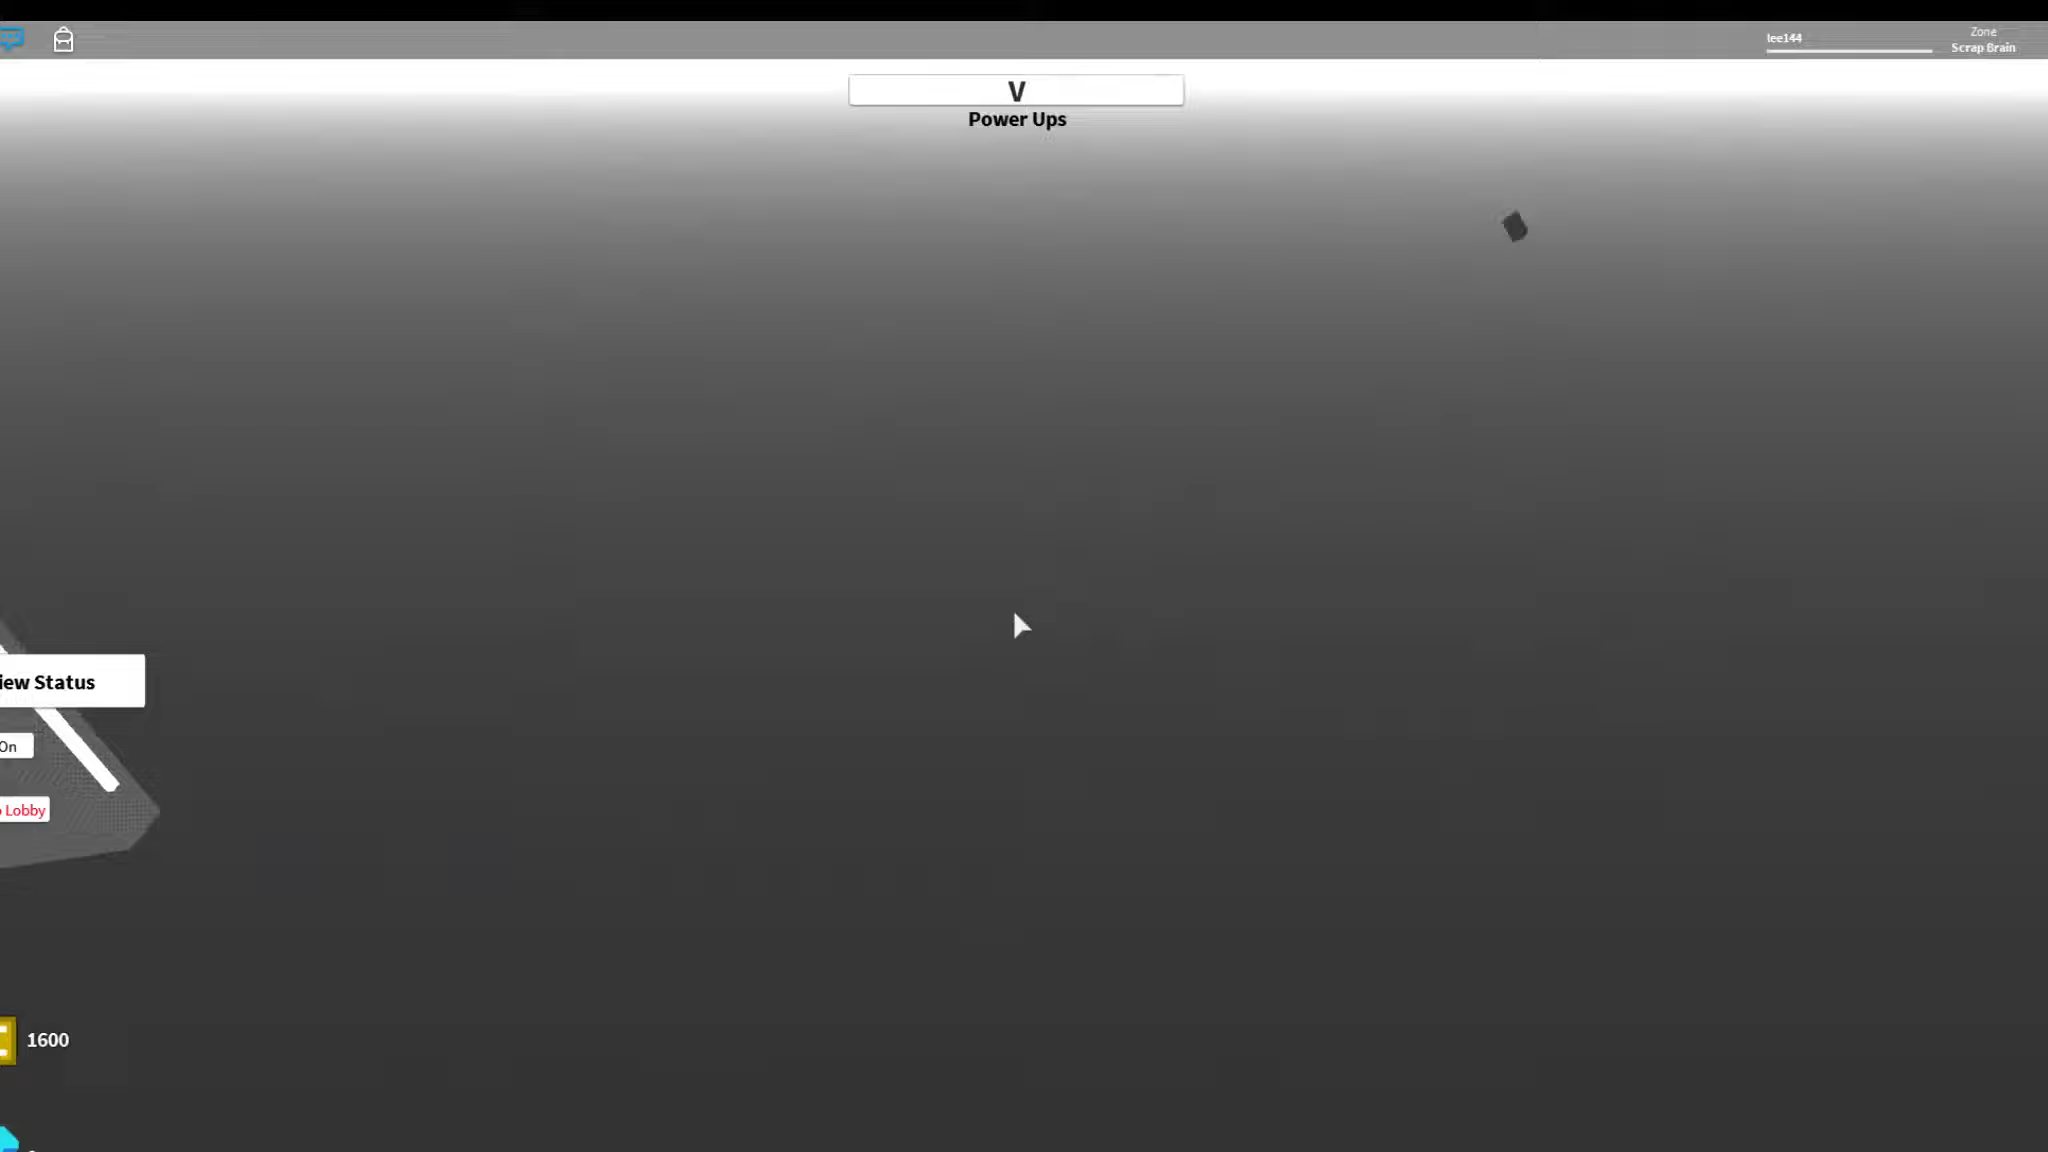 lee144
Zone
Scrap Brain
V
Power Ups
iew Status
On
Lobby
1600